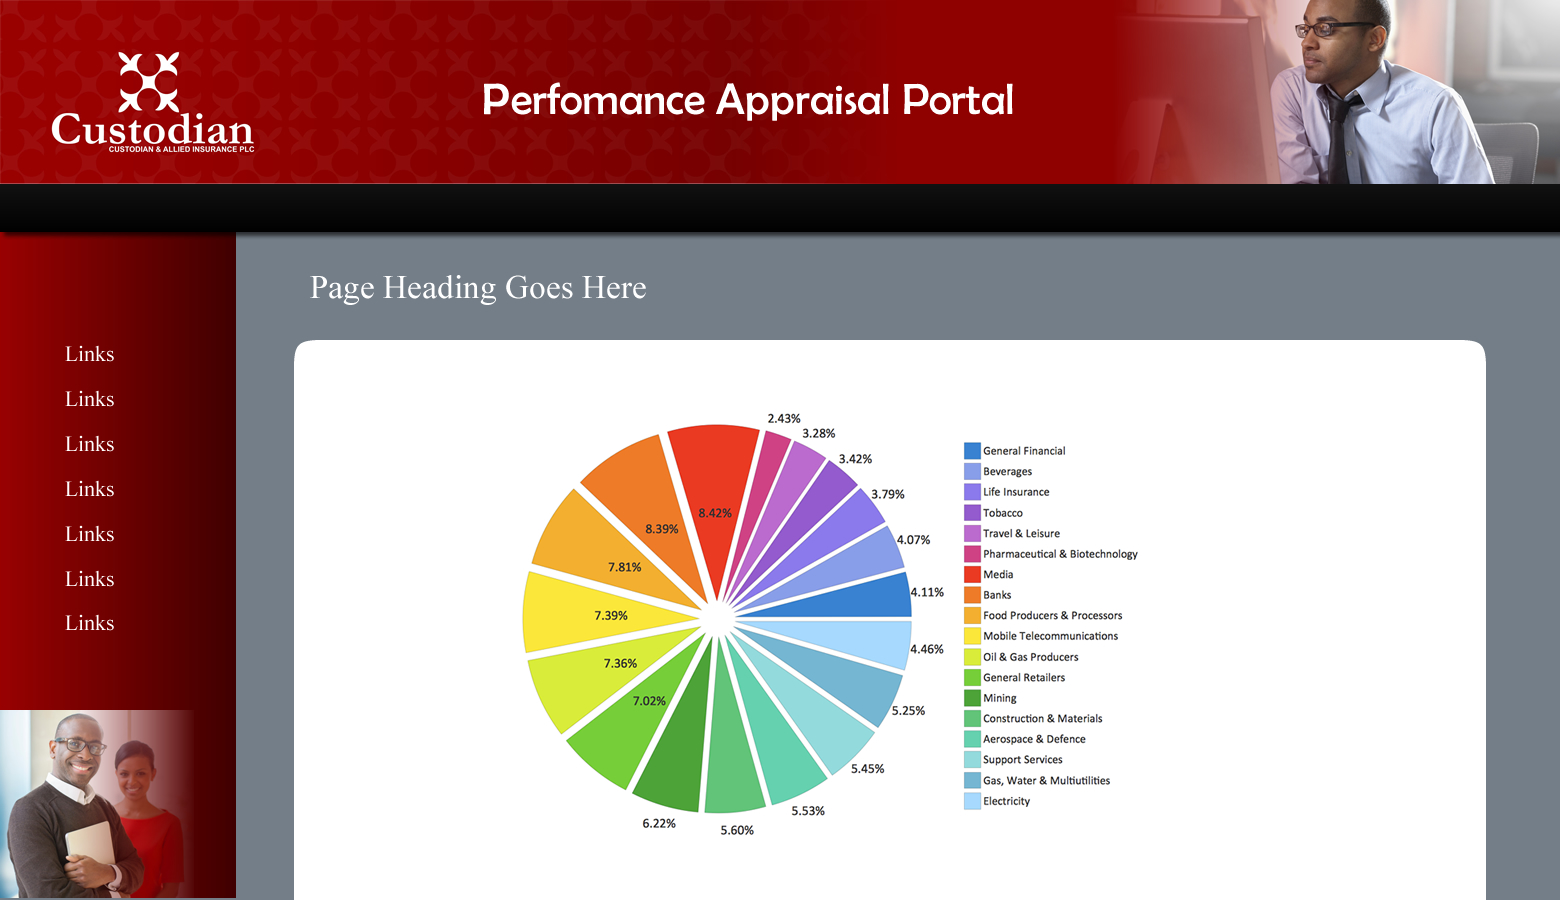 Custodian
CUSTODIAN & ALLIED INSURANCE PLC
Perfomance Appraisal Portal
Page Heading Goes Here
Links
Links
Links
Links
Links
Links
Links
2.43%
3.28%
3.42%
3.79%
4.07%
4.11%
4.46%
5.25%
5.45%
5.53%
5.60%
6.22%
7.02%
7.36%
7.39%
7.81%
8.39%
8.42%
General Financial
Beverages
Life Insurance
Tobacco
Travel & Leisure
Pharmaceutical & Biotechnology
Media
Banks
Food Producers & Processors
Mobile Telecommunications
Oil & Gas Producers
General Retailers
Mining
Construction & Materials
Aerospace & Defence
Support Services
Gas, Water & Multiutilities
Electricity